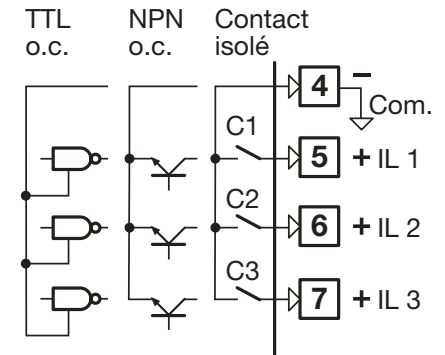 TTL o.c.
NPN o.c.
Contact isolé
4 − Com.
C1 5 + IL 1
C2 6 + IL 2
C3 7 + IL 3